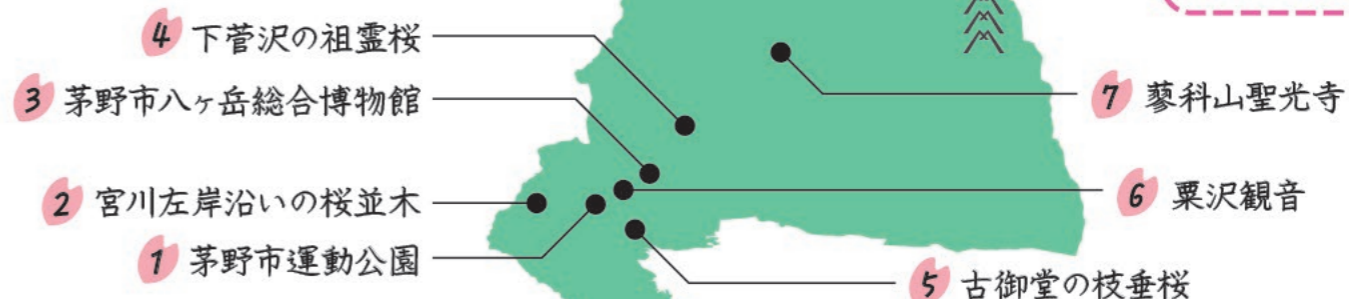 4 下菅沢の祖霊桜
3 茅野市八ヶ岳総合博物館
7 蓼科山聖光寺
2 宮川左岸沿いの桜並木
6 粟沢観音
1 茅野市運動公園
5 古御堂の枝垂桜